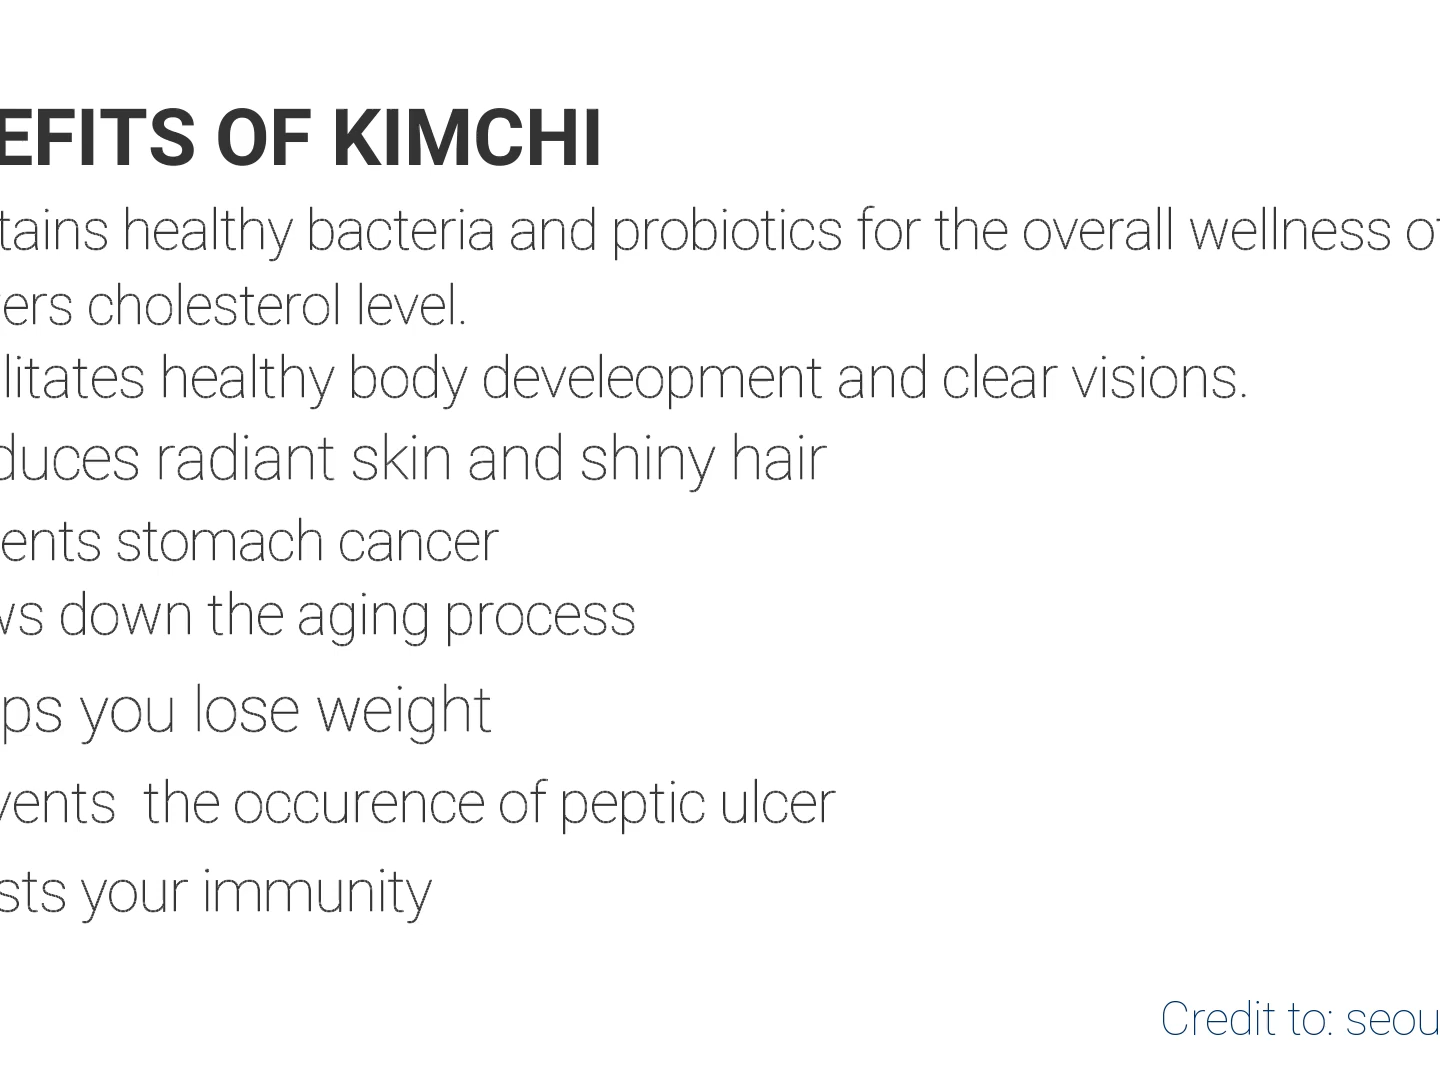 EFITS OF KIMCHI
tains healthy bacteria and probiotics for the overall wellness of
ers cholesterol level.
litates healthy body develeopment and clear visions.
duces radiant skin and shiny hair
ents stomach cancer
ws down the aging process
ps you lose weight
vents the occurence of peptic ulcer
sts your immunity
Credit to: seou